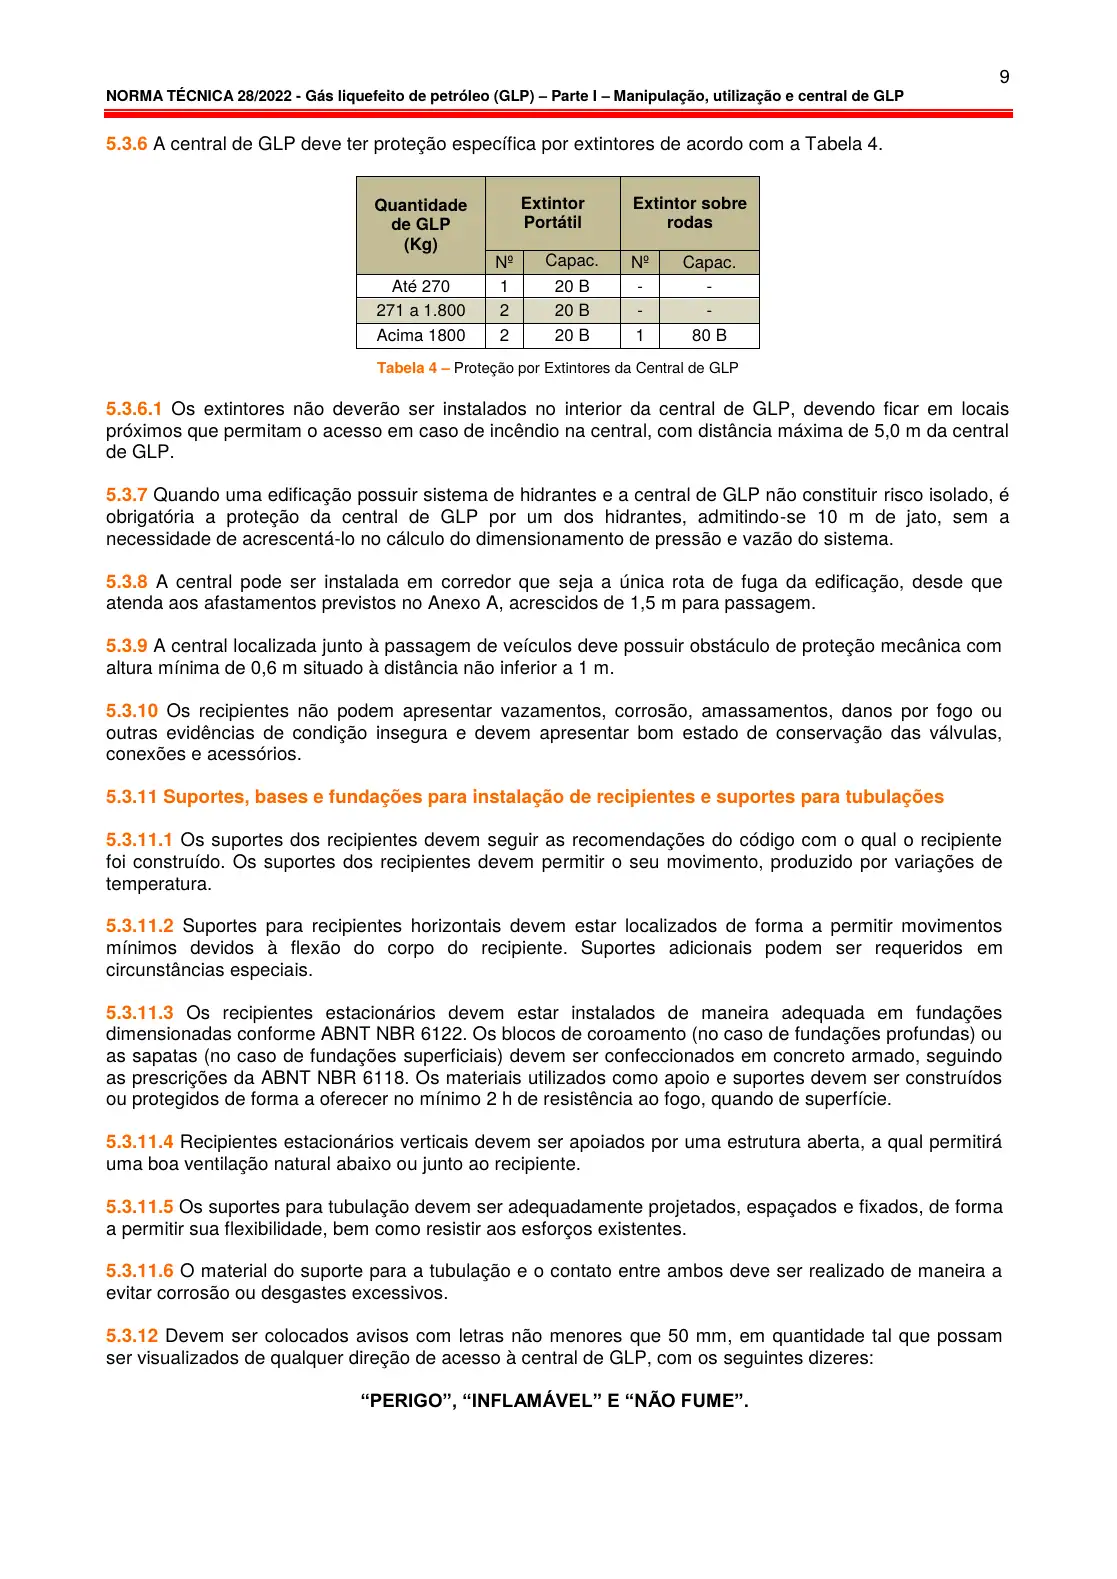 9
NORMA TÉCNICA 28/2022 - Gás liquefeito de petróleo (GLP) – Parte I – Manipulação, utilização e central de GLP
5.3.6 A central de GLP deve ter proteção específica por extintores de acordo com a Tabela 4.
Quantidade de GLP (Kg) Extintor Portátil Extintor sobre rodas
Nº Capac. Nº Capac.
Até 270 1 20 B - -
271 a 1.800 2 20 B - -
Acima 1800 2 20 B 1 80 B
Tabela 4 – Proteção por Extintores da Central de GLP
5.3.6.1 Os extintores não deverão ser instalados no interior da central de GLP, devendo ficar em locais
próximos que permitam o acesso em caso de incêndio na central, com distância máxima de 5,0 m da central
de GLP.
5.3.7 Quando uma edificação possuir sistema de hidrantes e a central de GLP não constituir risco isolado, é
obrigatória a proteção da central de GLP por um dos hidrantes, admitindo-se 10 m de jato, sem a
necessidade de acrescentá-lo no cálculo do dimensionamento de pressão e vazão do sistema.
5.3.8 A central pode ser instalada em corredor que seja a única rota de fuga da edificação, desde que
atenda aos afastamentos previstos no Anexo A, acrescidos de 1,5 m para passagem.
5.3.9 A central localizada junto à passagem de veículos deve possuir obstáculo de proteção mecânica com
altura mínima de 0,6 m situado à distância não inferior a 1 m.
5.3.10 Os recipientes não podem apresentar vazamentos, corrosão, amassamentos, danos por fogo ou
outras evidências de condição insegura e devem apresentar bom estado de conservação das válvulas,
conexões e acessórios.
5.3.11 Suportes, bases e fundações para instalação de recipientes e suportes para tubulações
5.3.11.1 Os suportes dos recipientes devem seguir as recomendações do código com o qual o recipiente
foi construído. Os suportes dos recipientes devem permitir o seu movimento, produzido por variações de
temperatura.
5.3.11.2 Suportes para recipientes horizontais devem estar localizados de forma a permitir movimentos
mínimos devidos à flexão do corpo do recipiente. Suportes adicionais podem ser requeridos em
circunstâncias especiais.
5.3.11.3 Os recipientes estacionários devem estar instalados de maneira adequada em fundações
dimensionadas conforme ABNT NBR 6122. Os blocos de coroamento (no caso de fundações profundas) ou
as sapatas (no caso de fundações superficiais) devem ser confeccionados em concreto armado, seguindo
as prescrições da ABNT NBR 6118. Os materiais utilizados como apoio e suportes devem ser construídos
ou protegidos de forma a oferecer no mínimo 2 h de resistência ao fogo, quando de superfície.
5.3.11.4 Recipientes estacionários verticais devem ser apoiados por uma estrutura aberta, a qual permitirá
uma boa ventilação natural abaixo ou junto ao recipiente.
5.3.11.5 Os suportes para tubulação devem ser adequadamente projetados, espaçados e fixados, de forma
a permitir sua flexibilidade, bem como resistir aos esforços existentes.
5.3.11.6 O material do suporte para a tubulação e o contato entre ambos deve ser realizado de maneira a
evitar corrosão ou desgastes excessivos.
5.3.12 Devem ser colocados avisos com letras não menores que 50 mm, em quantidade tal que possam
ser visualizados de qualquer direção de acesso à central de GLP, com os seguintes dizeres:
“PERIGO”, “INFLAMÁVEL” E “NÃO FUME”.